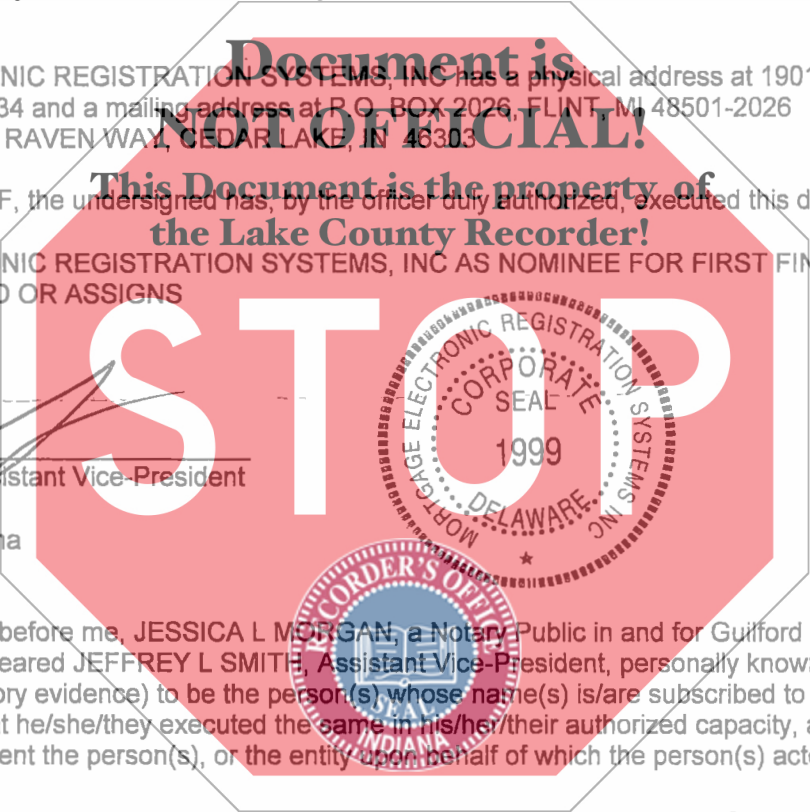 Document is
NIC REGISTRATION SYSTEMS, INC has a physical address at 1901
34 and a mailing address at P.O. BOX 2026, FLINT, MI 48501-2026
NOT OFFICIAL!
RAVEN WAY, CEDAR LAKE, IN 46303
This Document is the property of
F, the undersigned has, by the officer duly authorized, executed this d
the Lake County Recorder!
NIC REGISTRATION SYSTEMS, INC AS NOMINEE FOR FIRST FIN
D OR ASSIGNS
STOP
MORTGAGE ELECTRONIC REGISTRATION SYSTEMS INC
CORPORATE
SEAL
1999
DELAWARE
istant Vice-President
na
RECORDER'S OFFICE
SEAL
INDIANA
before me, JESSICA L MORGAN, a Notary Public in and for Guilford
eared JEFFREY L SMITH, Assistant Vice-President, personally know
ory evidence) to be the person(s) whose name(s) is/are subscribed to
t he/she/they executed the same in his/her/their authorized capacity, a
ent the person(s), or the entity upon behalf of which the person(s) act